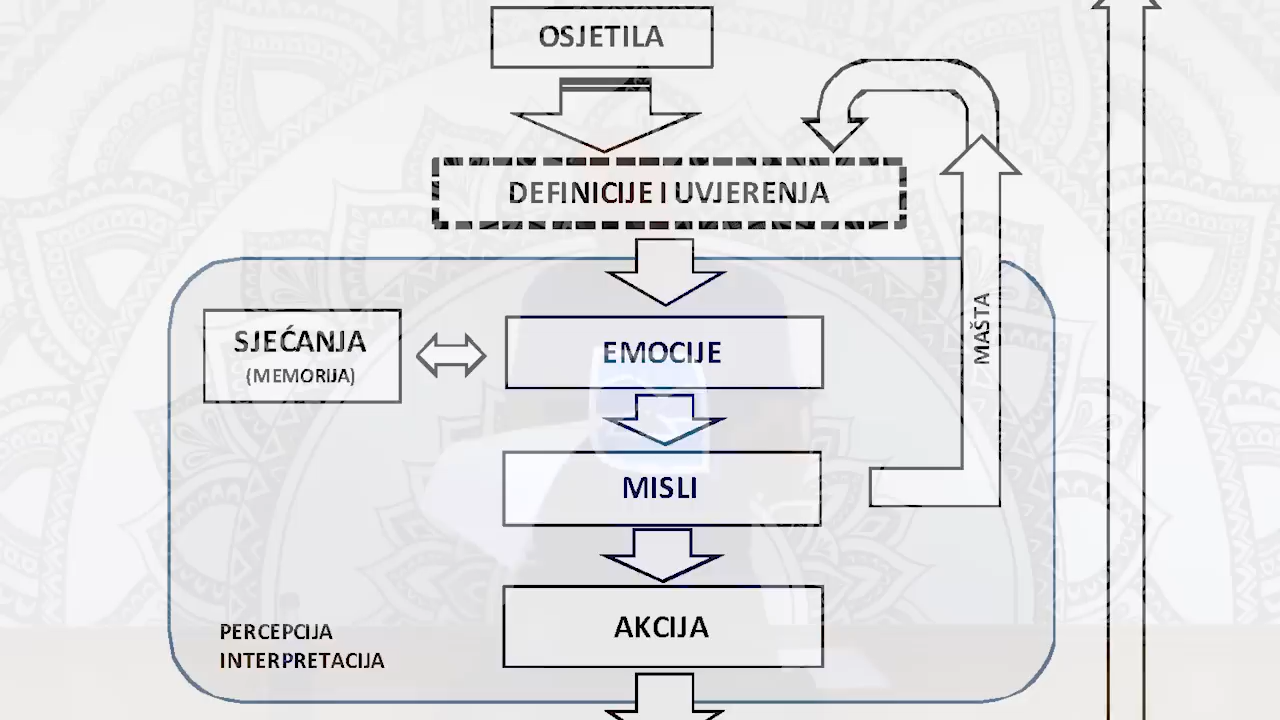 OSJETILA
DEFINICIJE I UVJERENJA
SJEĆANJA
(MEMORIJA)
EMOCIJE
MAŠTA
MISLI
AKCIJA
PERCEPCIJA
INTERPRETACIJA